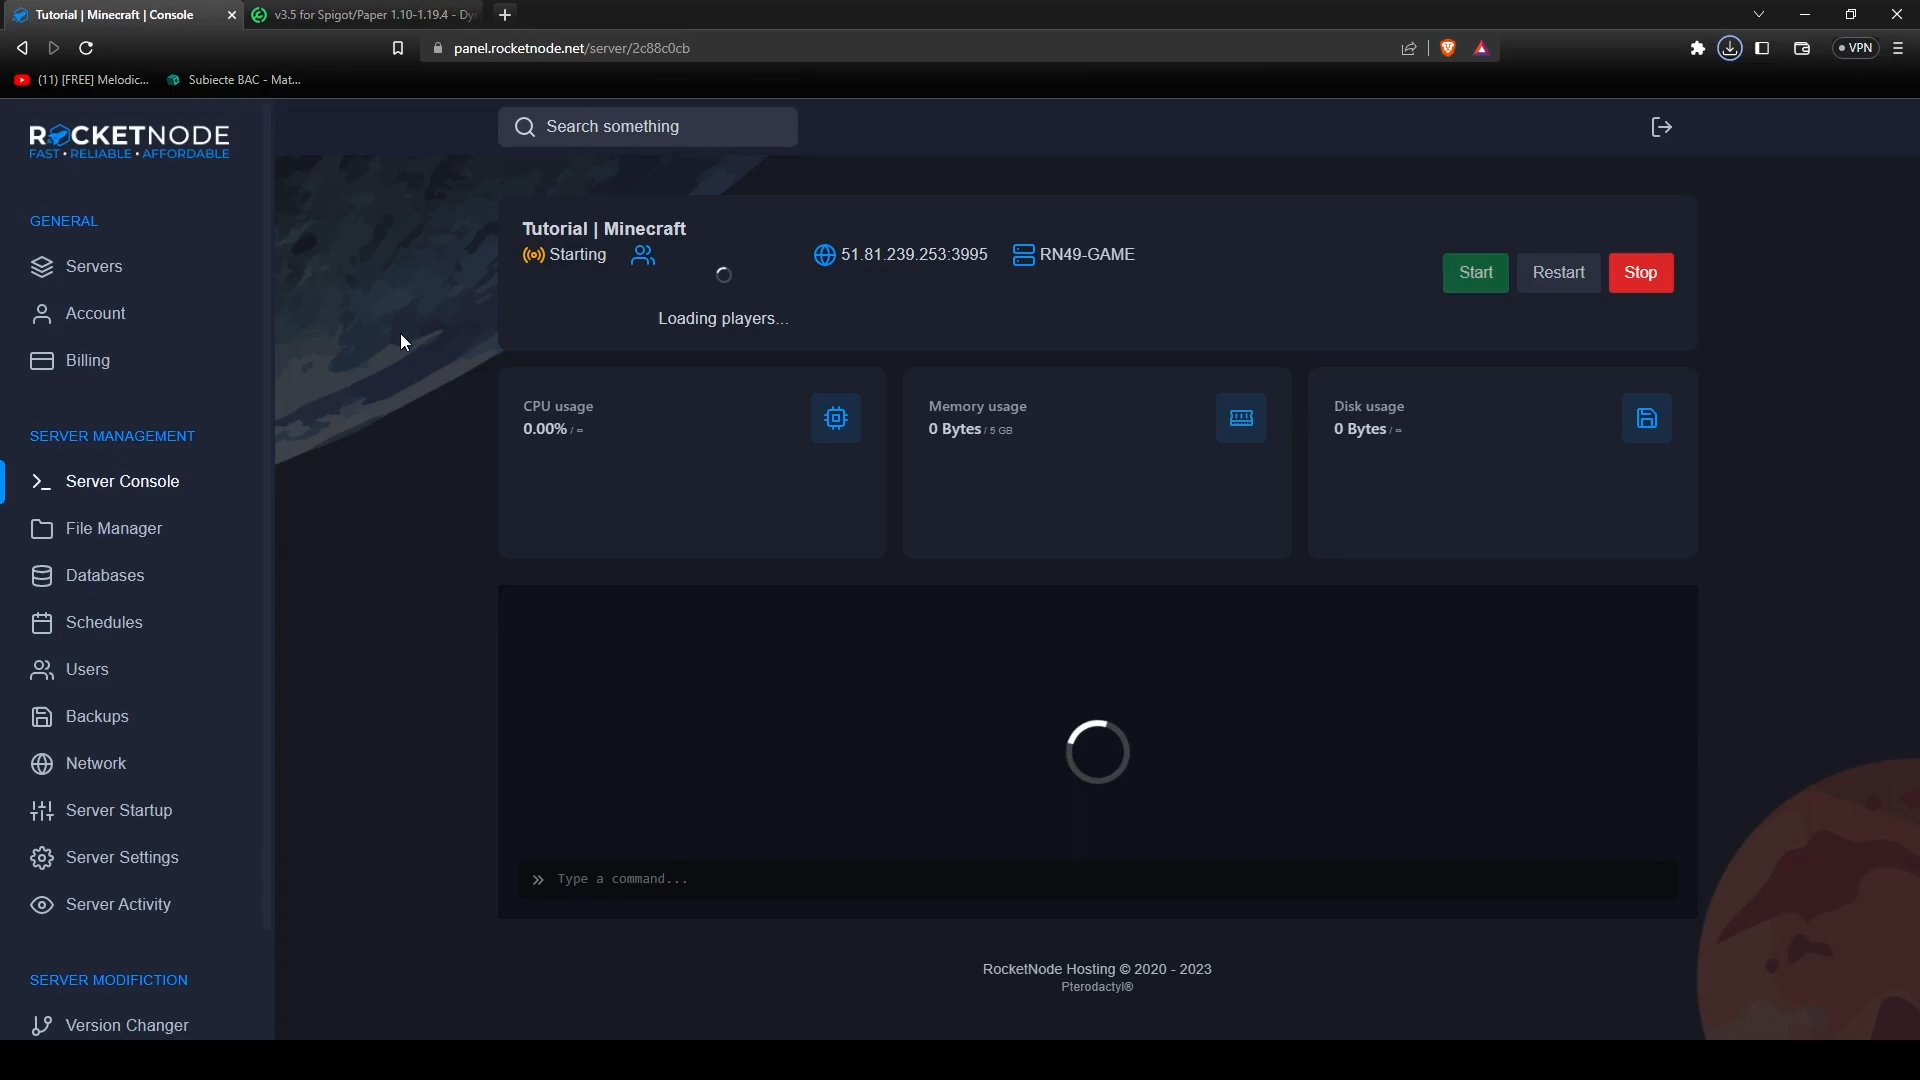 Tutorial | Minecraft | Console
v3.5 for Spigot/Paper 1.10-1.19.4 - Dy
panel.rocketnode.net/server/2c88c0cb
VPN
(11) [FREE] Melodic...
Subiecte BAC - Mat...
ROCKETNODE
FAST • RELIABLE • AFFORDABLE
Search something
GENERAL
Servers
Account
Billing
SERVER MANAGEMENT
Server Console
File Manager
Databases
Schedules
Users
Backups
Network
Server Startup
Server Settings
Server Activity
SERVER MODIFICTION
Version Changer
Tutorial | Minecraft
Starting
51.81.239.253:3995
RN49-GAME
Loading players...
Start
Restart
Stop
CPU usage
0.00% / ∞
Memory usage
0 Bytes / 5 GB
Disk usage
0 Bytes / ∞
» Type a command...
RocketNode Hosting © 2020 - 2023
Pterodactyl®